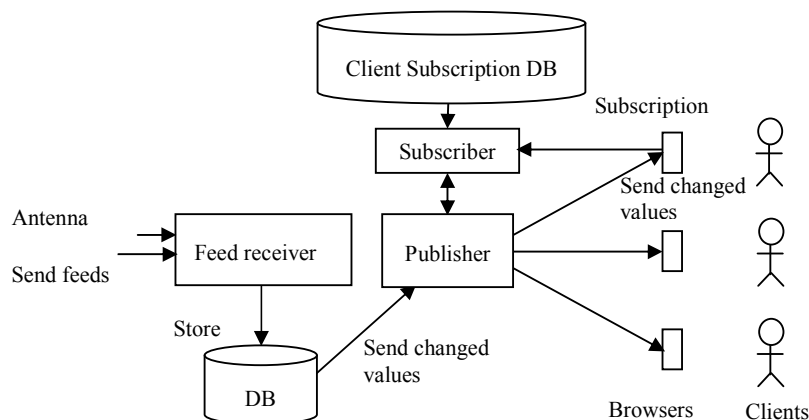 Client Subscription DB
Subscription
Subscriber
Send changed
values
Antenna
Send feeds
Feed receiver
Publisher
Store
Send changed
values
DB
Browsers
Clients